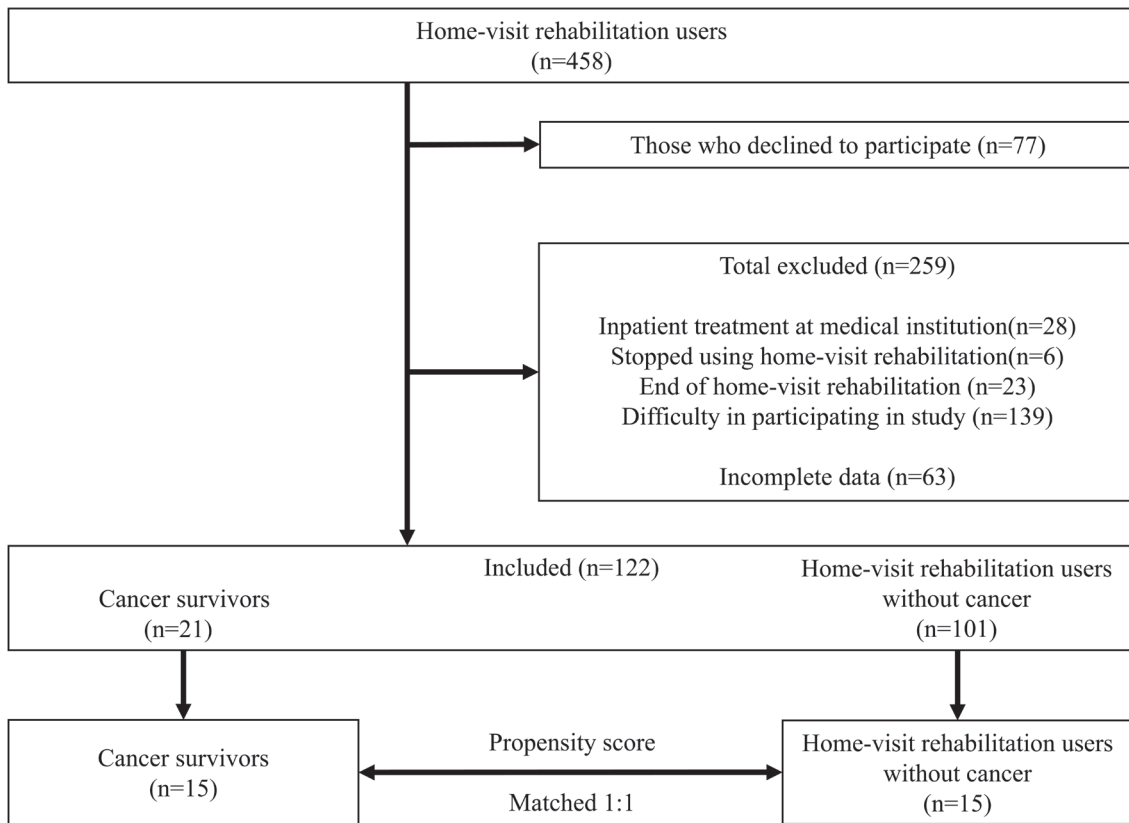 Home-visit rehabilitation users
(n=458)
Those who declined to participate (n=77)
Total excluded (n=259)
Inpatient treatment at medical institution(n=28)
Stopped using home-visit rehabilitation(n=6)
End of home-visit rehabilitation (n=23)
Difficulty in participating in study (n=139)
Incomplete data (n=63)
Included (n=122)
Cancer survivors
(n=21)
Home-visit rehabilitation users
without cancer
(n=101)
Cancer survivors
(n=15)
Propensity score
Matched 1:1
Home-visit rehabilitation users
without cancer
(n=15)